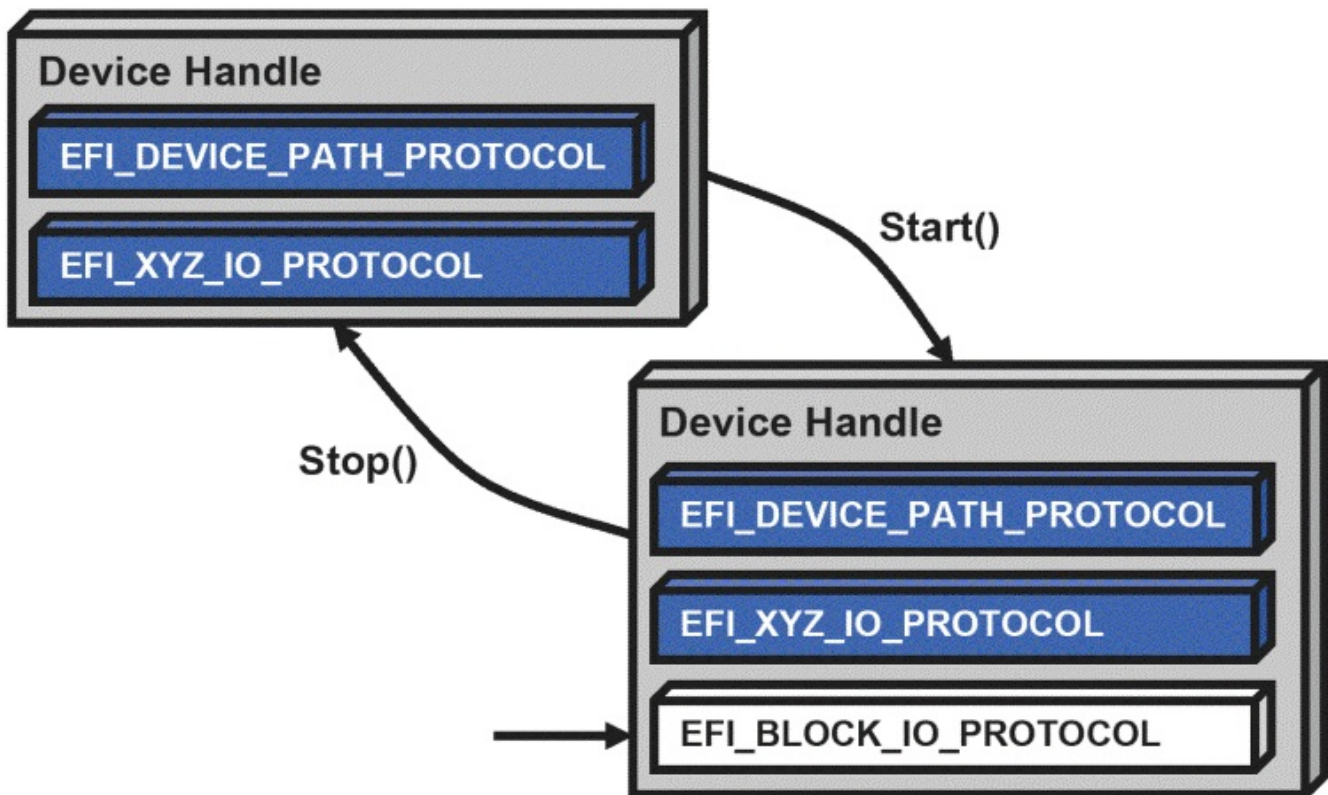 Device Handle
EFI_DEVICE_PATH_PROTOCOL
EFI_XYZ_IO_PROTOCOL
Start()
Stop()
Device Handle
EFI_DEVICE_PATH_PROTOCOL
EFI_XYZ_IO_PROTOCOL
EFI_BLOCK_IO_PROTOCOL